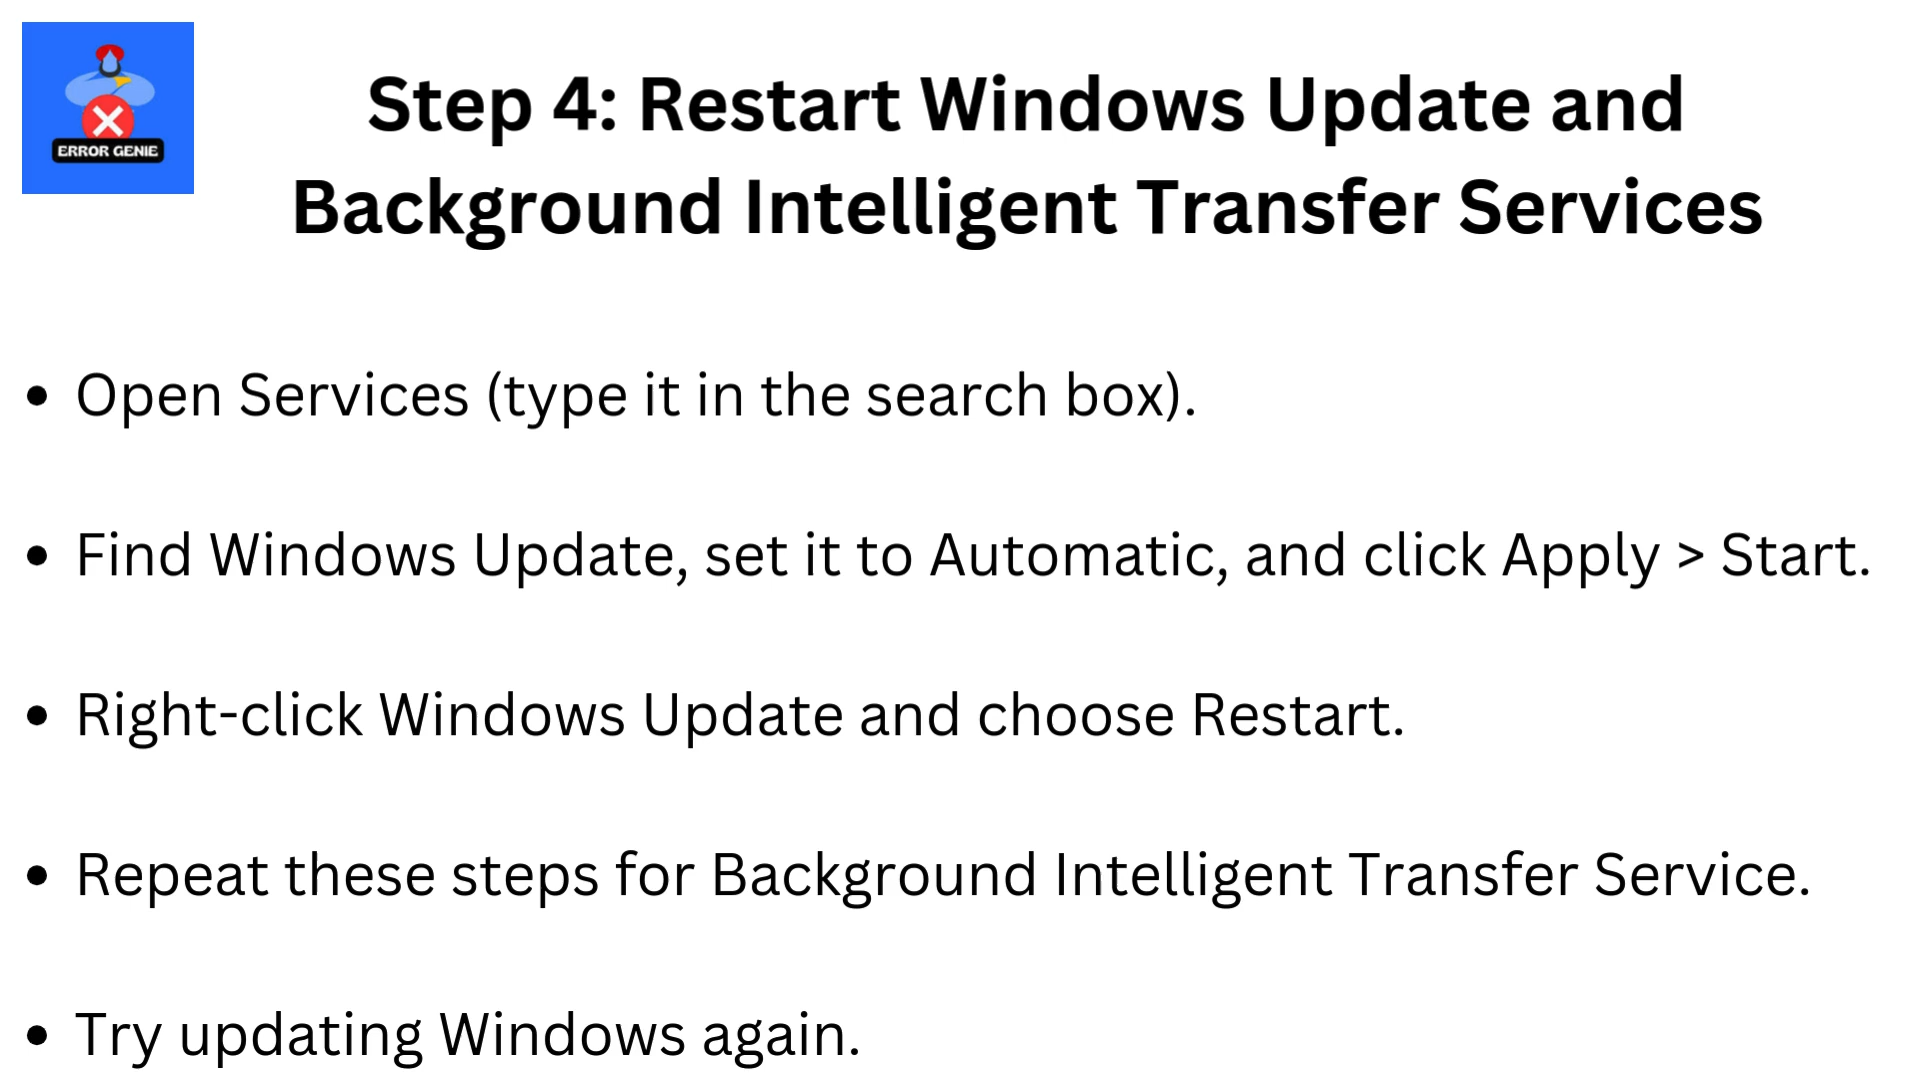 ERROR GENIE
Step 4: Restart Windows Update and
Background Intelligent Transfer Services
• Open Services (type it in the search box).
• Find Windows Update, set it to Automatic, and click Apply > Start.
• Right-click Windows Update and choose Restart.
• Repeat these steps for Background Intelligent Transfer Service.
• Try updating Windows again.